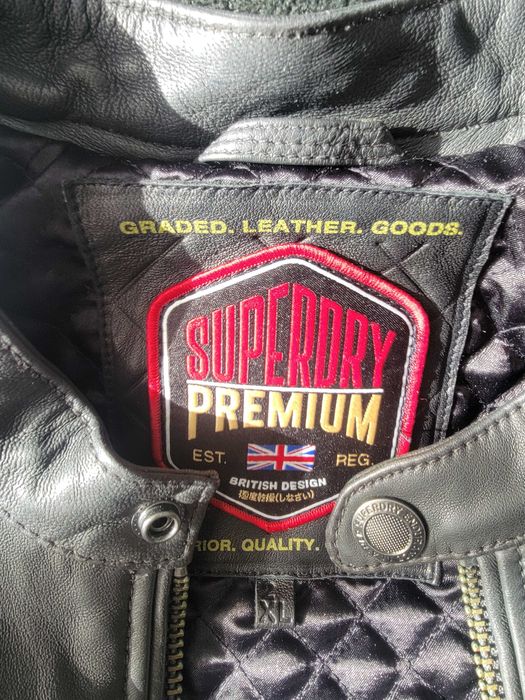 GRADED. LEATHER. GOODS.
SUPERDRY
PREMIUM
EST. REG.
BRITISH DESIGN
極度乾燥(しなさい)
RIOR. QUALITY.
SUPERDRY
XL